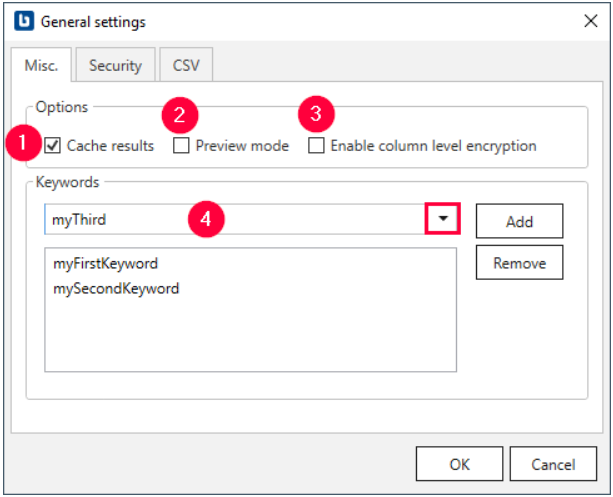 General settings
Misc. Security CSV
Options
1 Cache results 2 Preview mode 3 Enable column level encryption
Keywords
myThird 4 Add
myFirstKeyword Remove
mySecondKeyword
OK Cancel